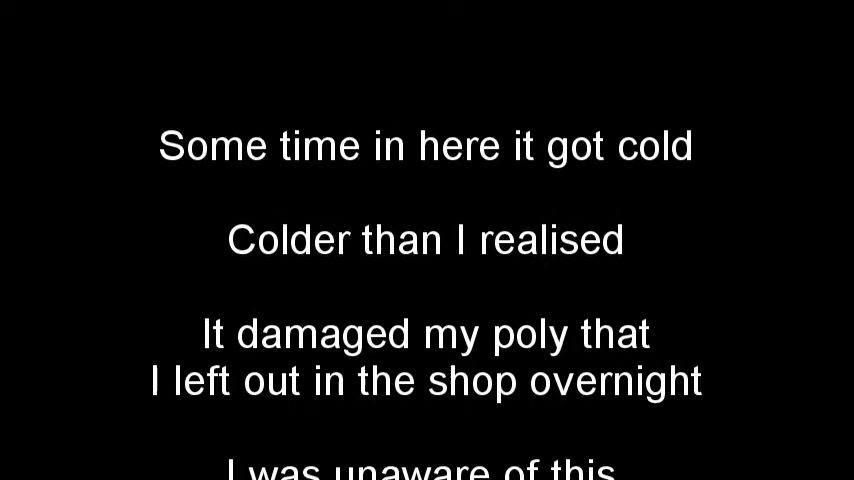 Some time in here it got cold
Colder than I realised
It damaged my poly that
I left out in the shop overnight
I was unaware of this